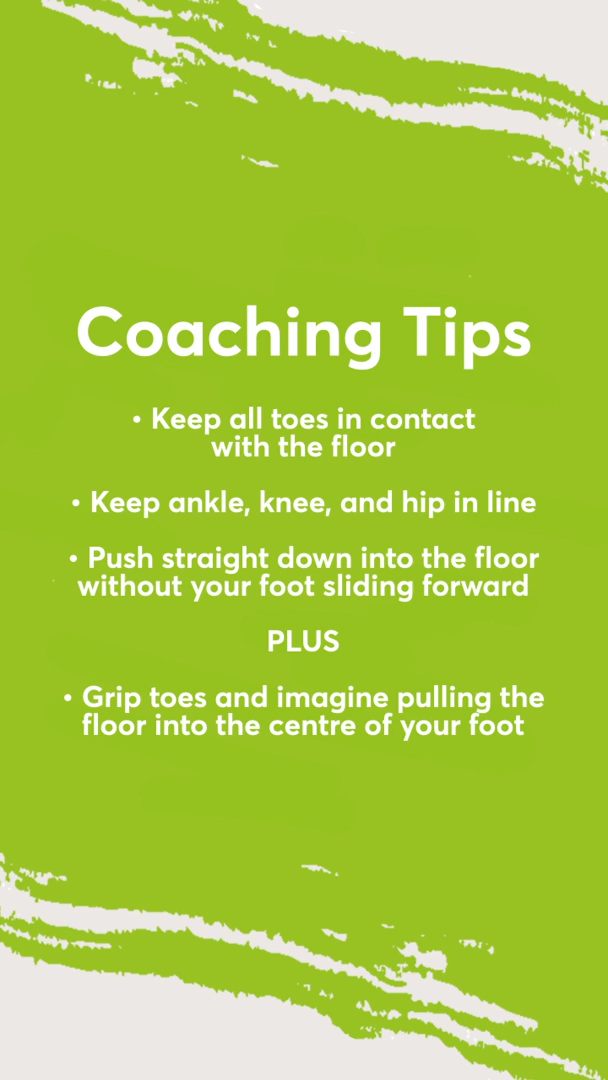 Coaching Tips
• Keep all toes in contact
with the floor
• Keep ankle, knee, and hip in line
• Push straight down into the floor
without your foot sliding forward
PLUS
• Grip toes and imagine pulling the
floor into the centre of your foot